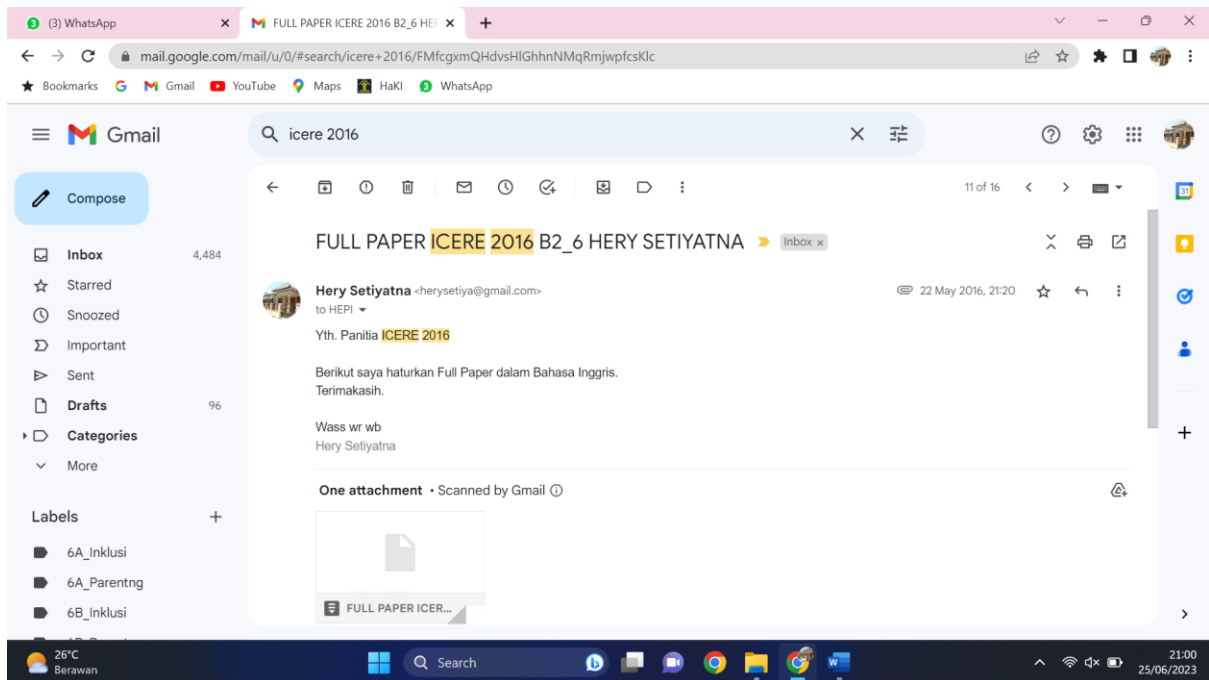 (3) WhatsApp
FULL PAPER ICERE 2016 B2_6 HEF
mail.google.com/mail/u/0/#search/icere+2016/FMfcgxmQHdvsHlGhhnNMqRmjwpfcsKlc
Bookmarks Gmail YouTube Maps HaKI WhatsApp
Gmail
icere 2016
Compose
11 of 16
Inbox 4,484
Starred
Snoozed
Important
Sent
Drafts 96
Categories
More
Labels
6A_Inklusi
6A_Parentng
6B_Inklusi
FULL PAPER ICERE 2016 B2_6 HERY SETIYATNA Inbox x
Hery Setiyatna <herysetiya@gmail.com> 22 May 2016, 21:20
to HEPI
Yth. Panitia ICERE 2016
Berikut saya haturkan Full Paper dalam Bahasa Inggris.
Terimakasih.
Wass wr wb
Hery Setiyatna
One attachment • Scanned by Gmail
FULL PAPER ICER...
31
26°C
Berawan
Search
21:00
25/06/2023